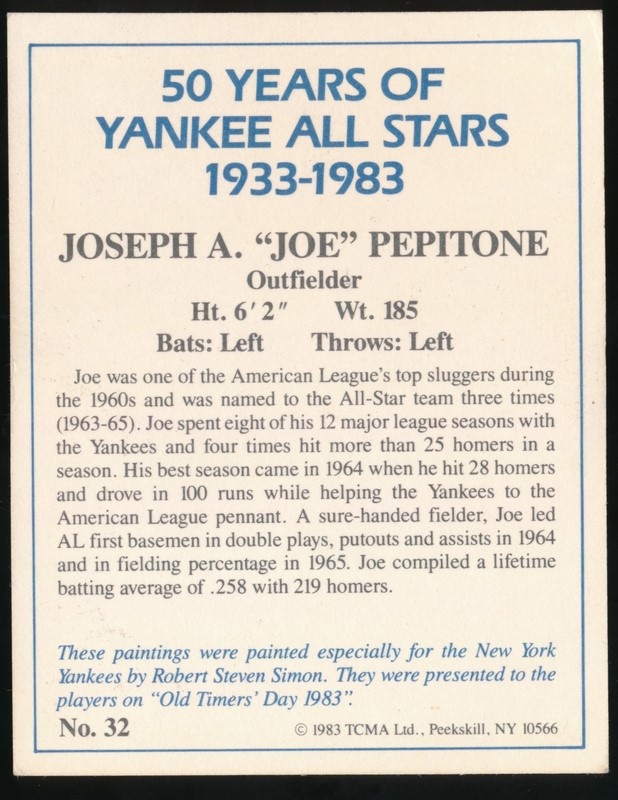 50 YEARS OF
YANKEE ALL STARS
1933-1983
JOSEPH A. “JOE” PEPITONE
Outfielder
Ht. 6′ 2″ Wt. 185
Bats: Left Throws: Left
Joe was one of the American League’s top sluggers during
the 1960s and was named to the All-Star team three times
(1963-65). Joe spent eight of his 12 major league seasons with
the Yankees and four times hit more than 25 homers in a
season. His best season came in 1964 when he hit 28 homers
and drove in 100 runs while helping the Yankees to the
American League pennant. A sure-handed fielder, Joe led
AL first basemen in double plays, putouts and assists in 1964
and in fielding percentage in 1965. Joe compiled a lifetime
batting average of .258 with 219 homers.
These paintings were painted especially for the New York
Yankees by Robert Steven Simon. They were presented to the
players on “Old Timers’ Day 1983”.
No. 32 © 1983 TCMA Ltd., Peekskill, NY 10566